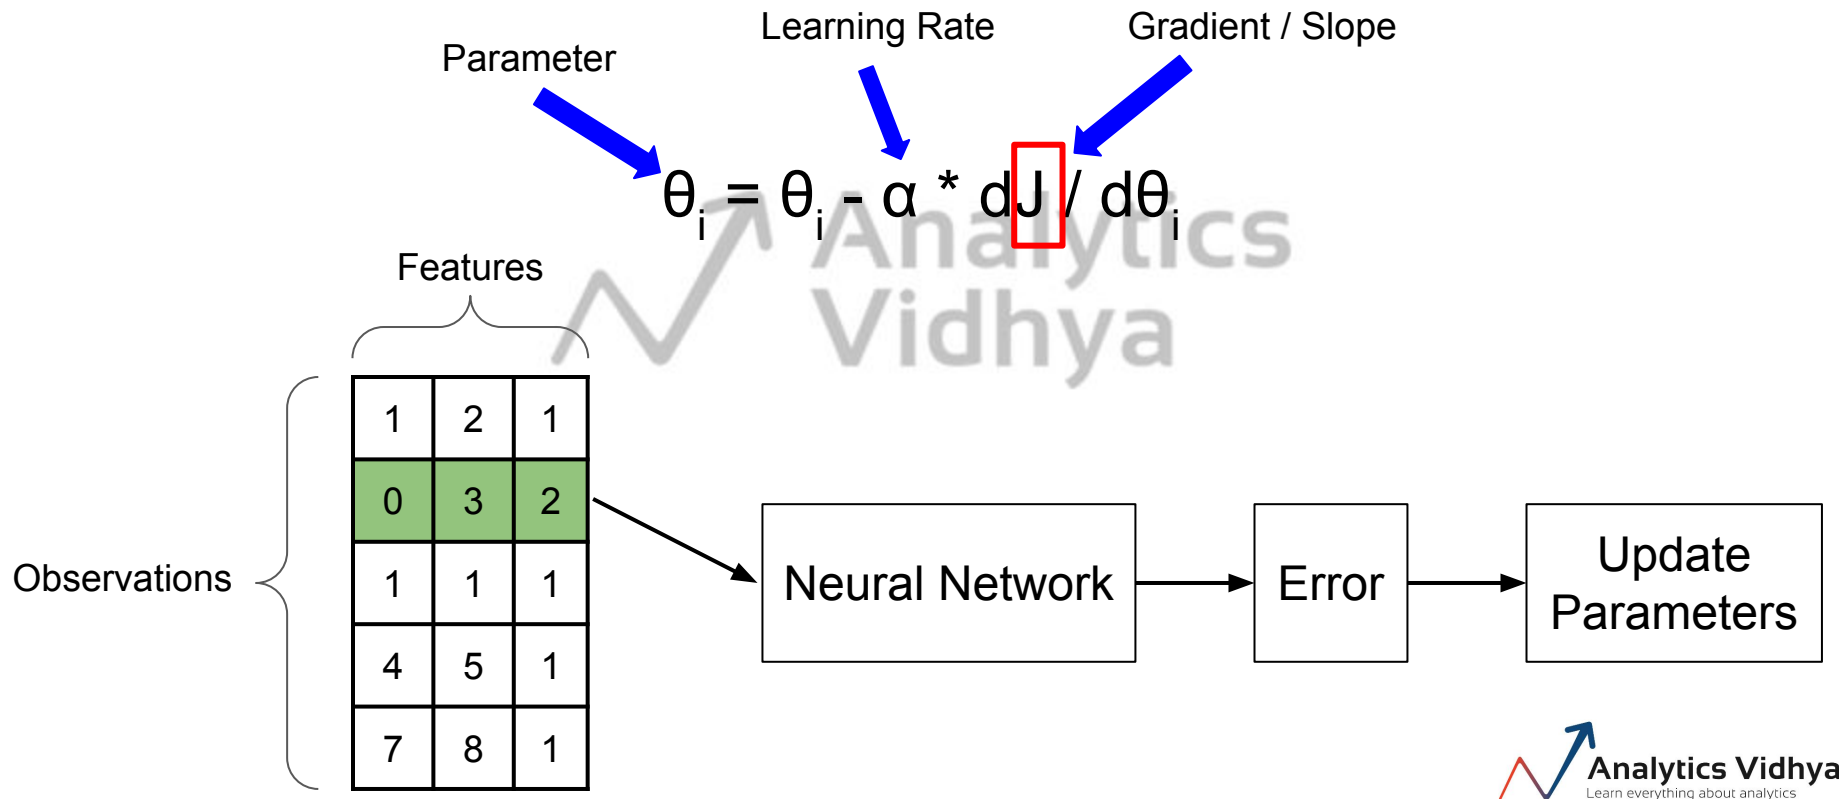 Learning Rate
Gradient / Slope
Parameter
θi = θi - α * dJ / dθi
Analytics
Vidhya
Features
1 2 1
0 3 2
1 1 1
4 5 1
7 8 1
Observations
Neural Network
Error
Update
Parameters
Analytics Vidhya
Learn everything about analytics